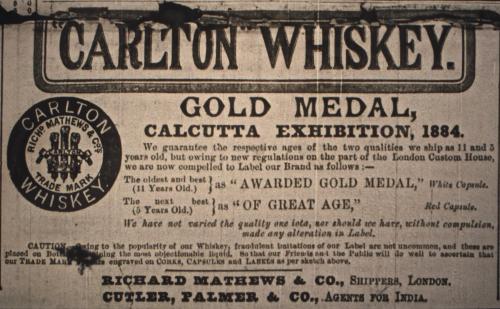 "CARLTON WHISKEY.
GOLD MEDAL,
CALCUTTA EXHIBITION, 1884.
CARLTON
RICHD. MATHEWS & CO'S
TRADE MARK
WHISKEY
We guarantee the respective ages of the two qualities we ship as 11 and 5
years old, but owing to new regulations on the part of the London Custom House,
we are now compelled to Label our Brand as follows :—
The oldest and best (11 Years Old.) } as "AWARDED GOLD MEDAL," White Capsule.
The next best (5 Years Old.) } as "OF GREAT AGE," Red Capsule.
We have not varied the quality one iota, nor should we have, without compulsion,
made any alteration in Label.
CAUTION. owing to the popularity of our Whiskey, fraudulent imitations of our Label are not uncommon, and these are
placed on the most objectionable liquid. So that our Friends and the Public will do well to ascertain that
our TRADE MARK engraved on CORKS, CAPSULES and LABELS as per sketch above.
RICHARD MATHEWS & CO., SHIPPERS, LONDON.
CUTLER, PALMER & CO., AGENTS FOR INDIA.